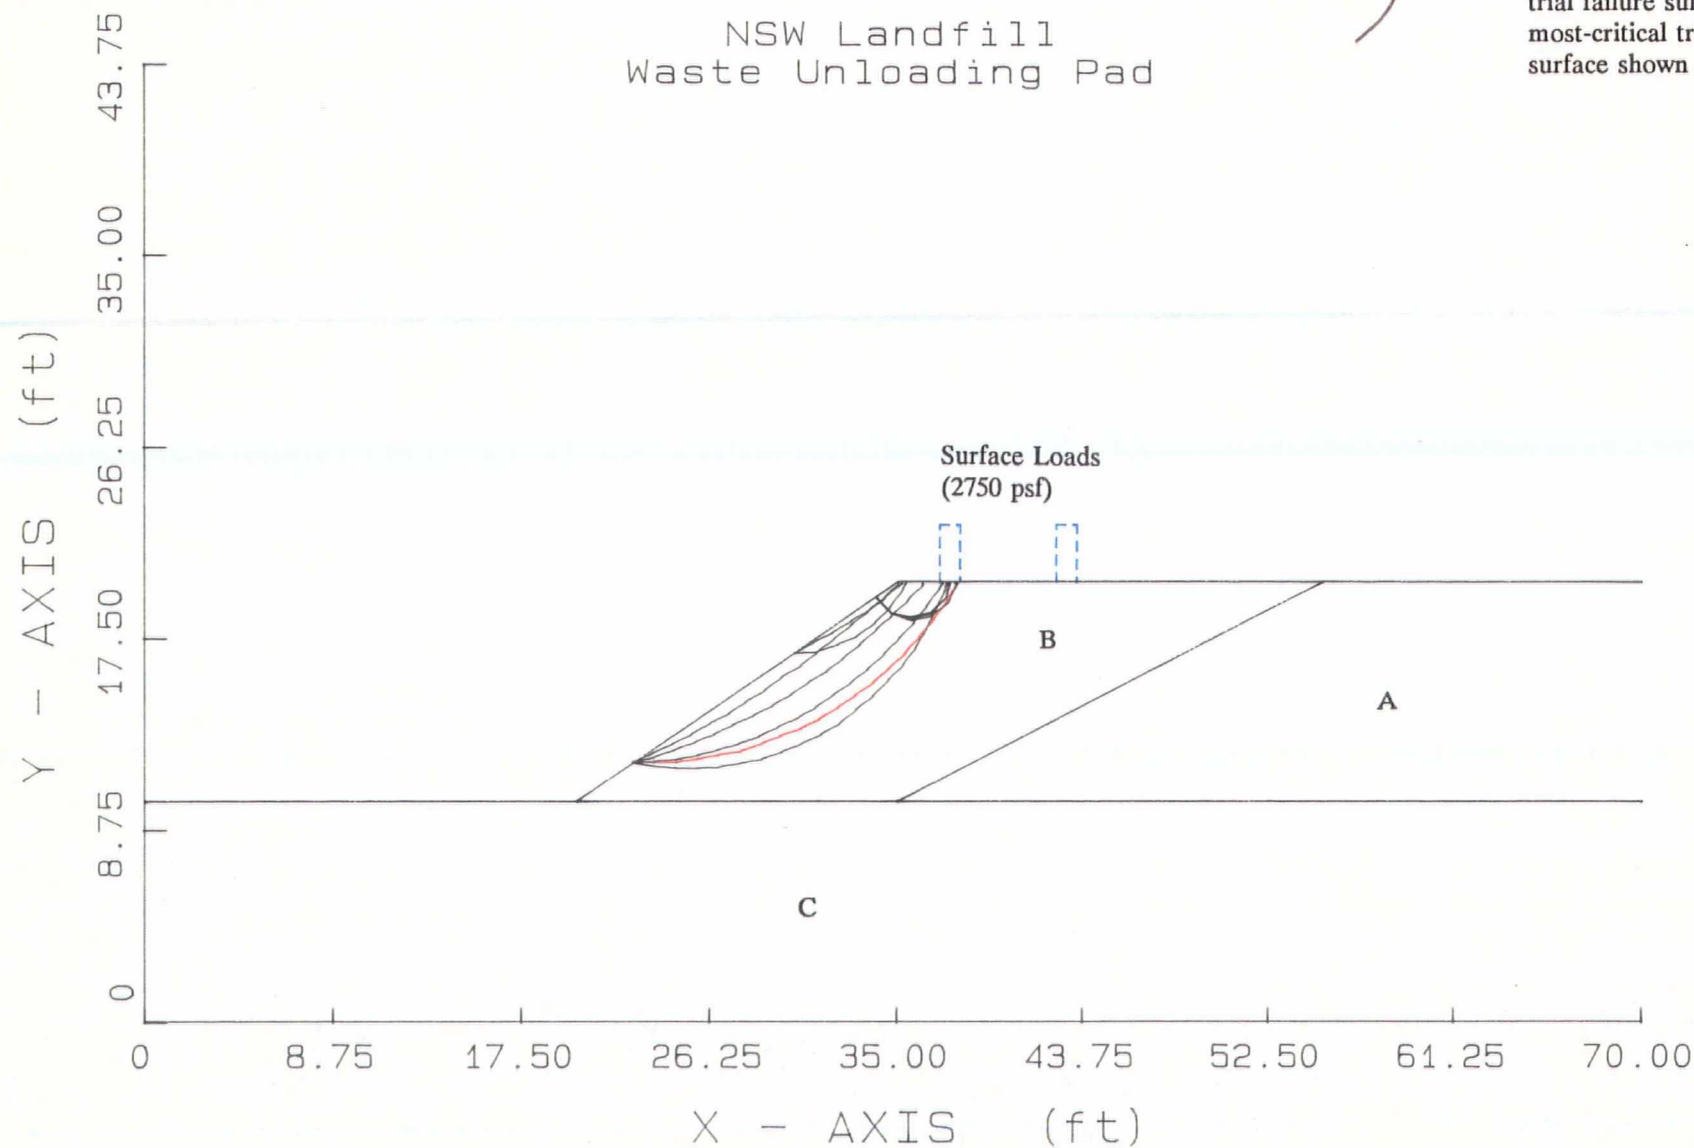 NSW Landfill
Waste Unloading Pad
trial failure
most-critical
surface shown
Y - AXIS (ft)
43.75
35.00
26.25
17.50
8.75
0
Surface Loads
(2750 psf)
B
A
C
0 8.75 17.50 26.25 35.00 43.75 52.50 61.25 70.00
X - AXIS (ft)